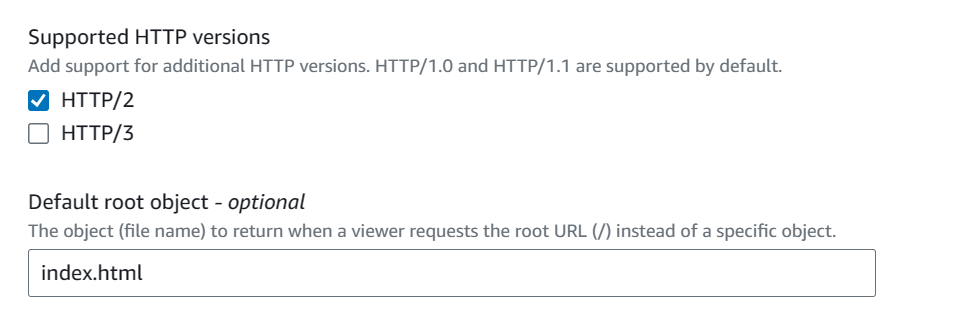 Supported HTTP versions
Add support for additional HTTP versions. HTTP/1.0 and HTTP/1.1 are supported by default.
HTTP/2
HTTP/3
Default root object - optional
The object (file name) to return when a viewer requests the root URL (/) instead of a specific object.
index.html